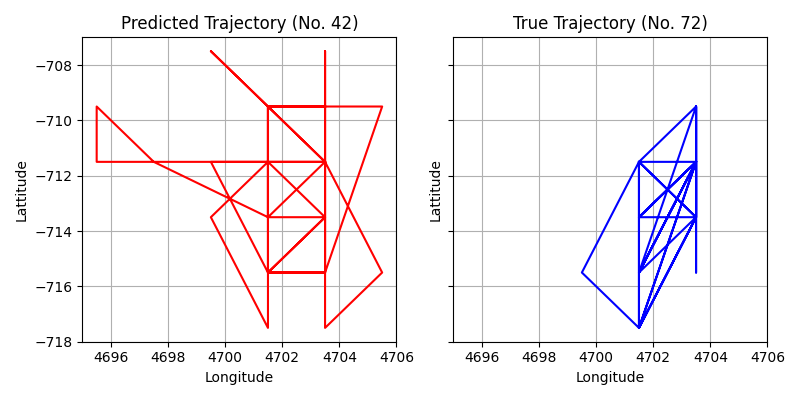 Predicted Trajectory (No. 42)
True Trajectory (No. 72)
−708
−710
−712
−714
−716
−718
Lattitude
Lattitude
4696 4698 4700 4702 4704 4706
4696 4698 4700 4702 4704 4706
Longitude
Longitude